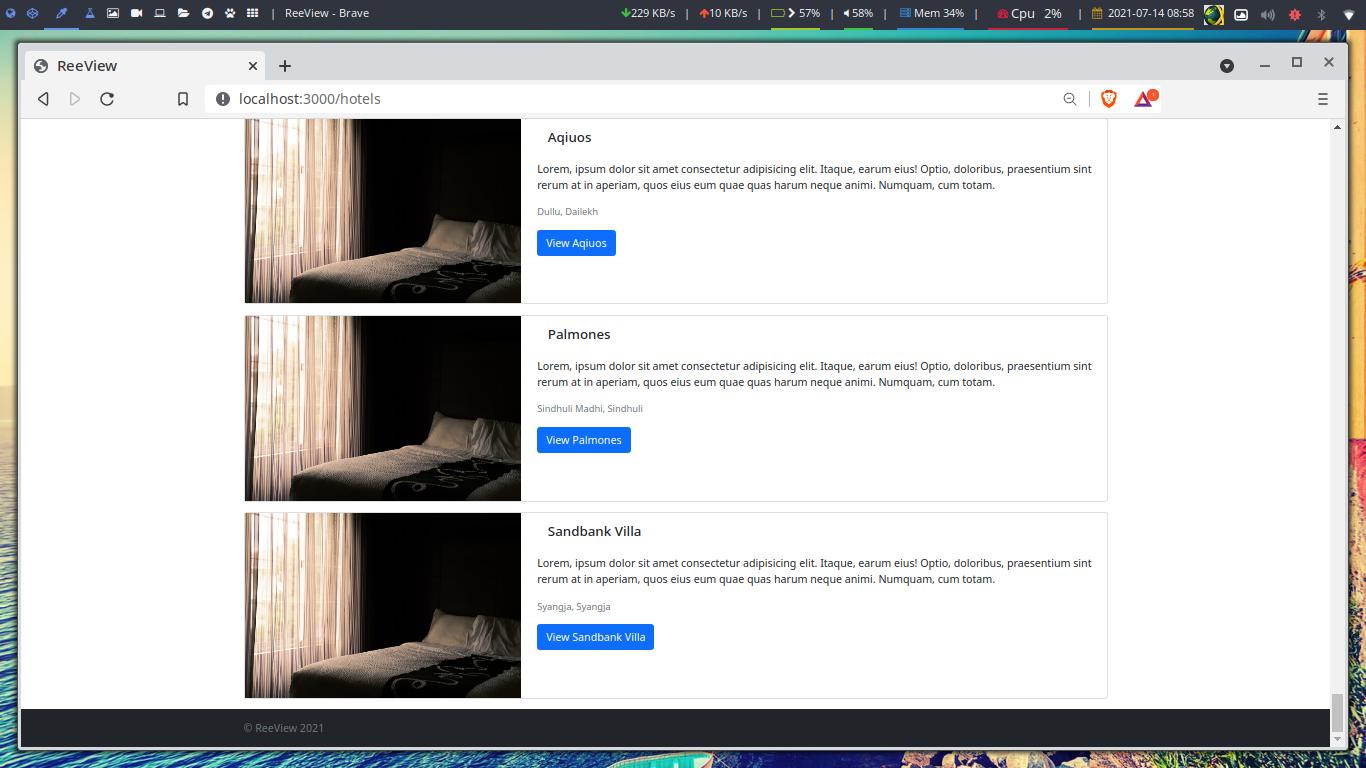 ReeView - Brave
229 KB/s | 10 KB/s | 57% | 58% | Mem 34% | Cpu 2% | 2021-07-14 08:58
ReeView
localhost:3000/hotels
1
Aqiuos
Lorem, ipsum dolor sit amet consectetur adipisicing elit. Itaque, earum eius! Optio, doloribus, praesentium sint
rerum at in aperiam, quos eius eum quae quas harum neque animi. Numquam, cum totam.
Dullu, Dailekh
View Aqiuos
Palmones
Lorem, ipsum dolor sit amet consectetur adipisicing elit. Itaque, earum eius! Optio, doloribus, praesentium sint
rerum at in aperiam, quos eius eum quae quas harum neque animi. Numquam, cum totam.
Sindhuli Madhi, Sindhuli
View Palmones
Sandbank Villa
Lorem, ipsum dolor sit amet consectetur adipisicing elit. Itaque, earum eius! Optio, doloribus, praesentium sint
rerum at in aperiam, quos eius eum quae quas harum neque animi. Numquam, cum totam.
Syangja, Syangja
View Sandbank Villa
© ReeView 2021